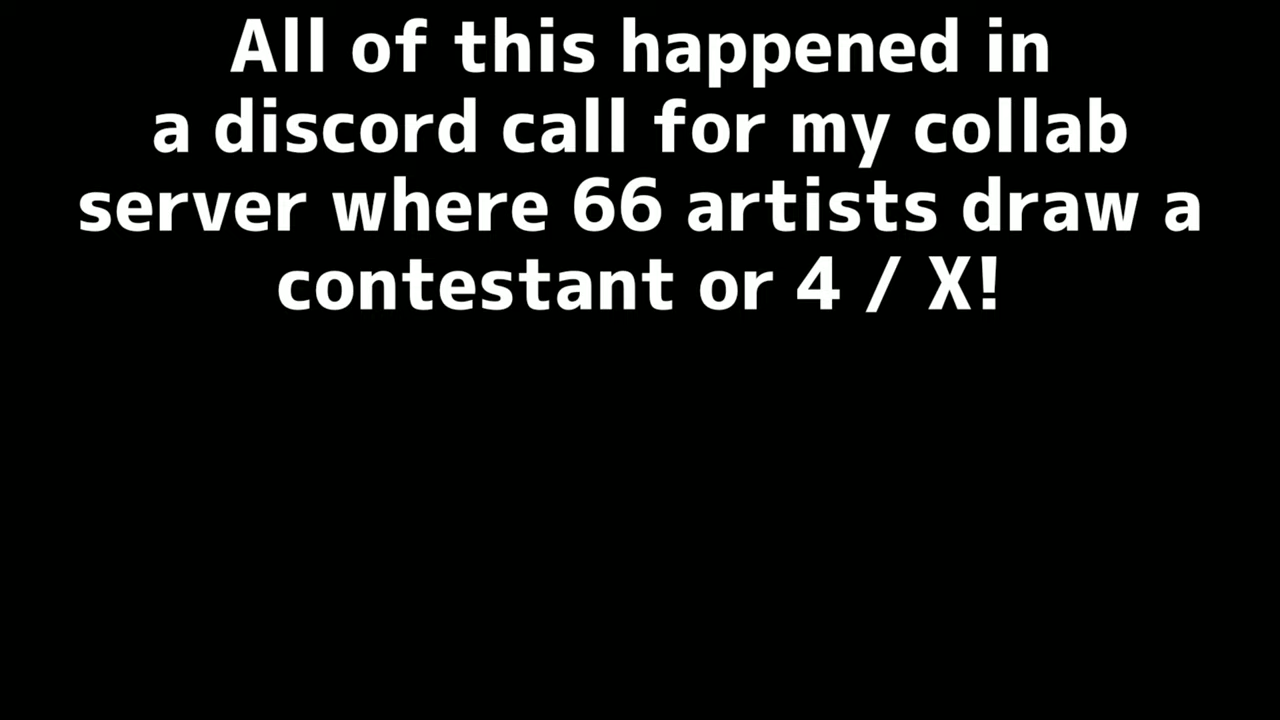 All of this happened in
a discord call for my collab
server where 66 artists draw a
contestant or 4 / X!